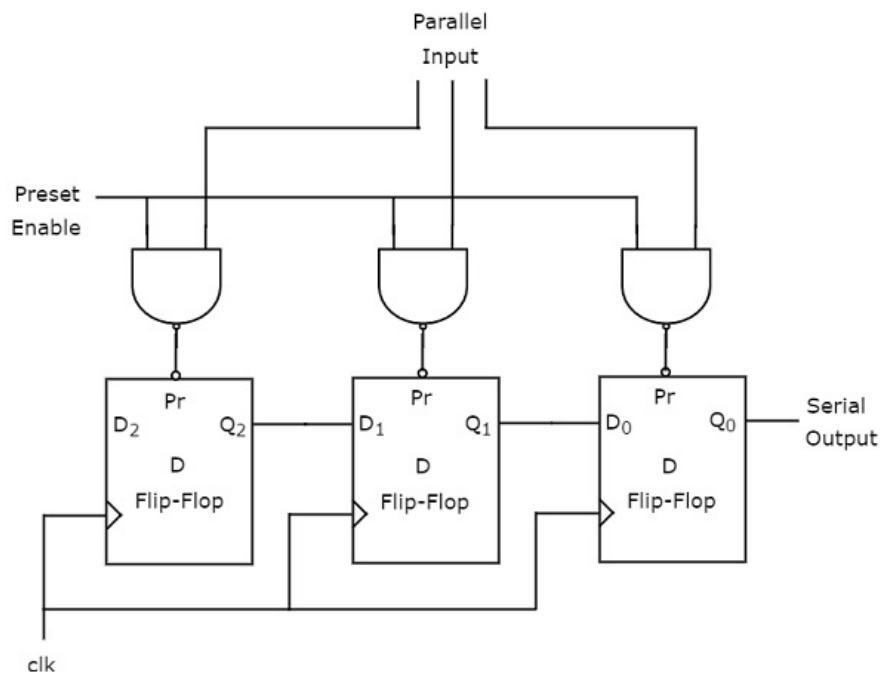 Parallel
Input
Preset
Enable
Pr
D₂
Q₂
D
Flip-Flop
Pr
D₁
Q₁
D
Flip-Flop
Pr
D₀
Q₀
D
Flip-Flop
Serial
Output
clk